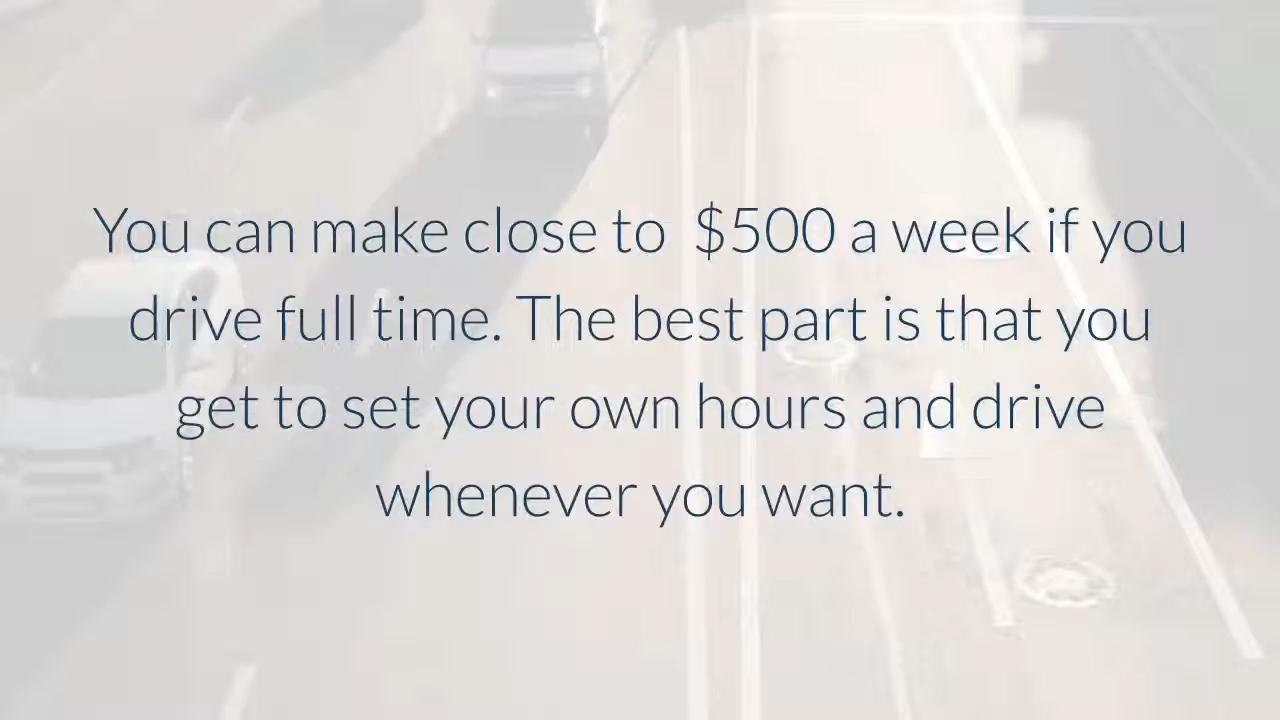 You can make close to  $500 a week if you
drive full time. The best part is that you
get to set your own hours and drive
whenever you want.